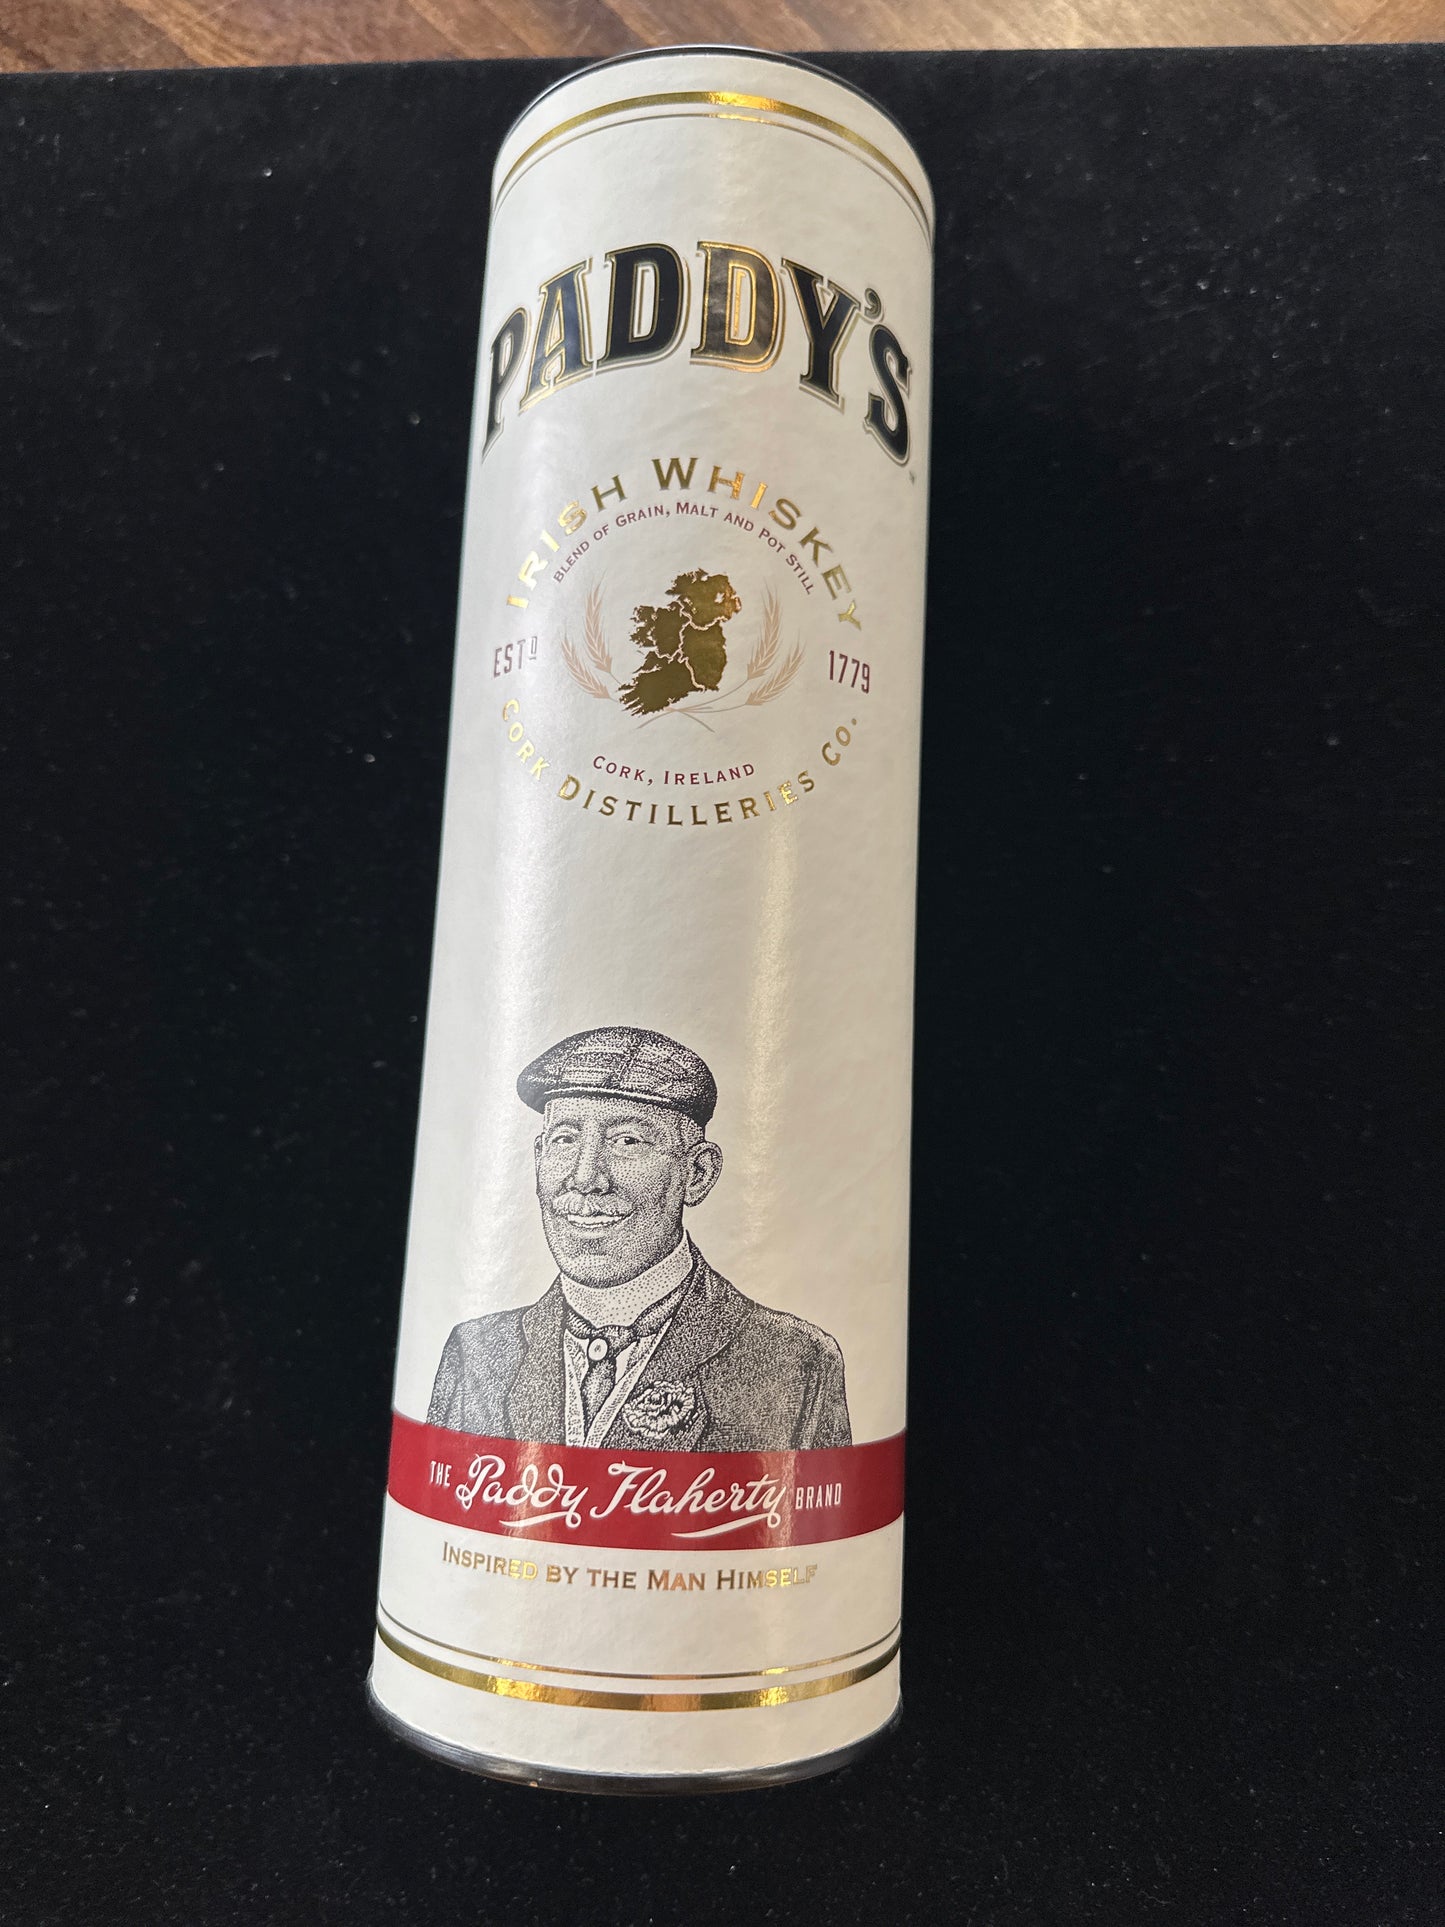 PADDY'S
IRISH WHISKEY
BLEND OF GRAIN, MALT AND POT STILL
ESTD 1779
CORK, IRELAND
CORK DISTILLERIES CO.
THE Paddy Flaherty BRAND
INSPIRED BY THE MAN HIMSELF